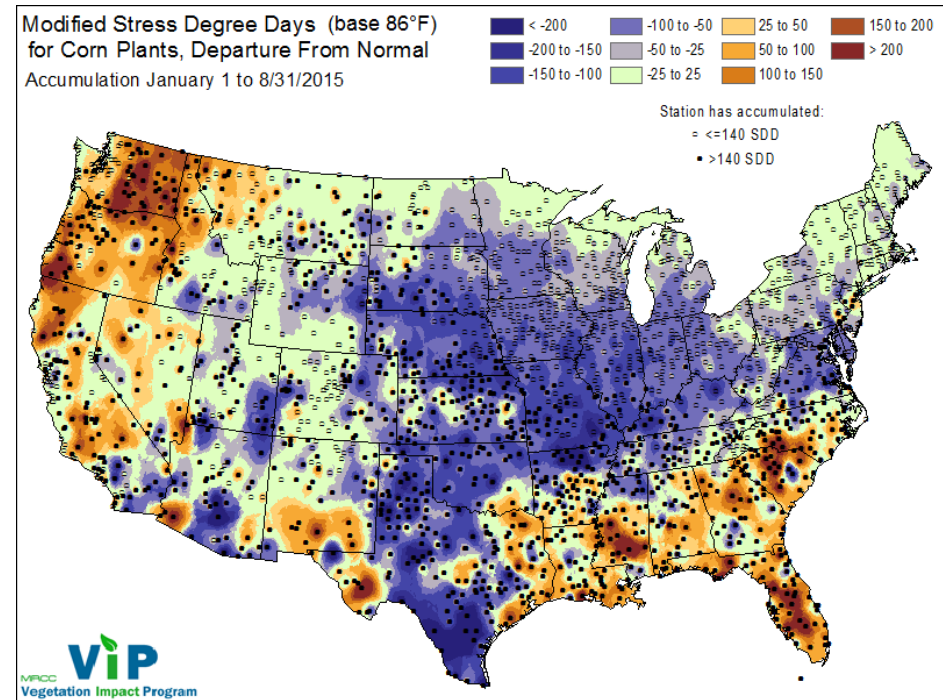 Modified Stress Degree Days (base 86°F)
for Corn Plants, Departure From Normal
Accumulation January 1 to 8/31/2015
< -200
-200 to -150
-150 to -100
-100 to -50
-50 to -25
-25 to 25
25 to 50
50 to 100
100 to 150
150 to 200
> 200
Station has accumulated:
<=140 SDD
>140 SDD
MRCC
ViP
Vegetation Impact Program